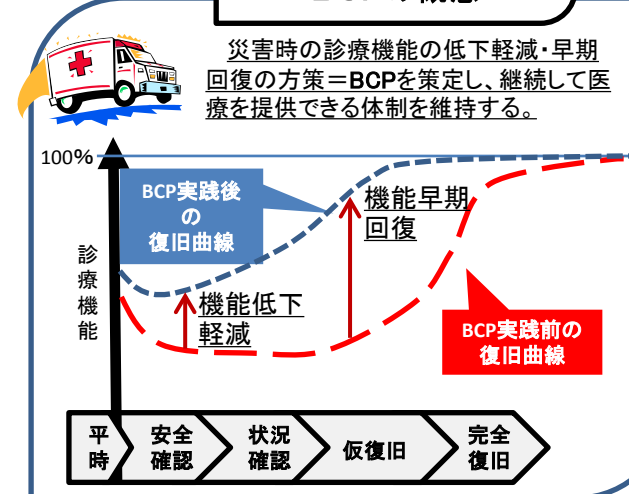 災害時の診療機能の低下軽減・早期
回復の方策＝BCPを策定し、継続して医
療を提供できる体制を維持する。
100%
BCP実践後
の
復旧曲線
機能早期
回復
診療機能
機能低下
軽減
BCP実践前の
復旧曲線
平時
安全
確認
状況
確認
仮復旧
完全
復旧